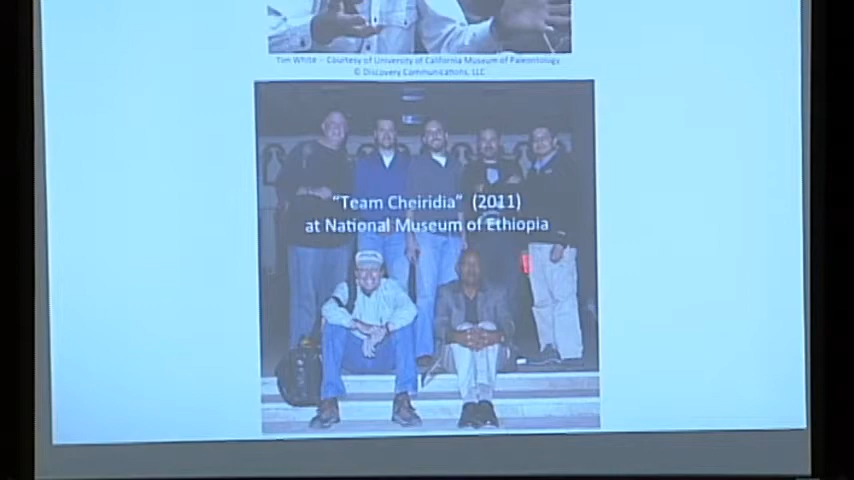 Tim White – Courtesy of University of California Museum of Paleontology
© Discovery Communications, LLC
"Team Cheiridia" (2011)
at National Museum of Ethiopia